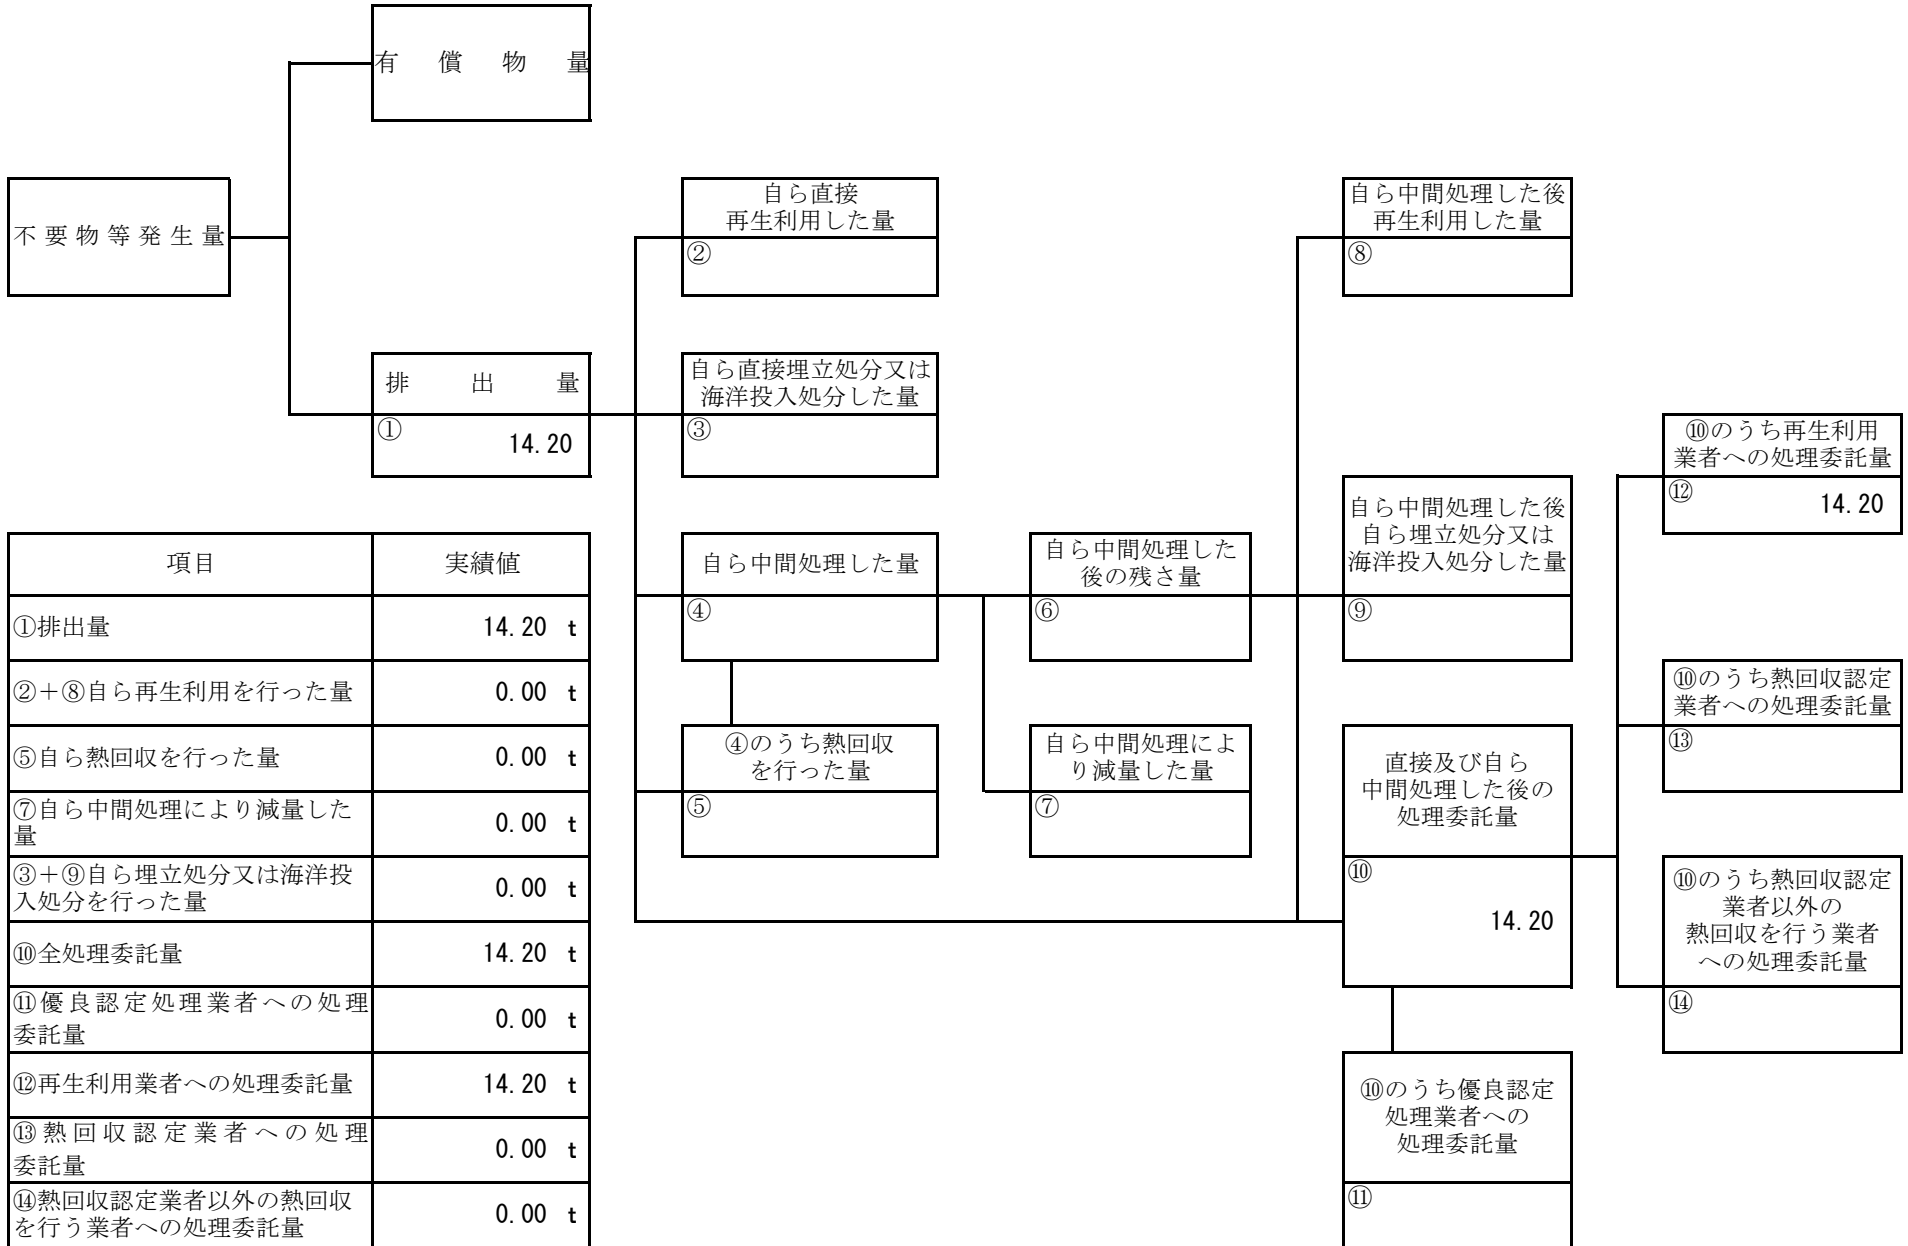 有償物量
不要物等発生量
自ら直接
再生利用した量
②
自ら中間処理した後
再生利用した量
⑧
排出量
①
14.20
自ら直接埋立処分又は
海洋投入処分した量
③
⑩のうち再生利用
業者への処理委託量
⑫
14.20
自ら中間処理した量
④
自ら中間処理した
後の残さ量
⑥
自ら中間処理した後
自ら埋立処分又は
海洋投入処分した量
⑨
⑩のうち熱回収認定
業者への処理委託量
⑬
④のうち熱回収
を行った量
⑤
自ら中間処理によ
り減量した量
⑦
直接及び自ら
中間処理した後の
処理委託量
⑩
14.20
⑩のうち熱回収認定
業者以外の
熱回収を行う業者
への処理委託量
⑭
⑩のうち優良認定
処理業者への
処理委託量
⑪
項目 実績値
①排出量 14.20 t
②＋⑧自ら再生利用を行った量 0.00 t
⑤自ら熱回収を行った量 0.00 t
⑦自ら中間処理により減量した
量 0.00 t
③＋⑨自ら埋立処分又は海洋投
入処分を行った量 0.00 t
⑩全処理委託量 14.20 t
⑪優良認定処理業者への処理
委託量 0.00 t
⑫再生利用業者への処理委託量 14.20 t
⑬熱回収認定業者への処理
委託量 0.00 t
⑭熱回収認定業者以外の熱回収
を行う業者への処理委託量 0.00 t